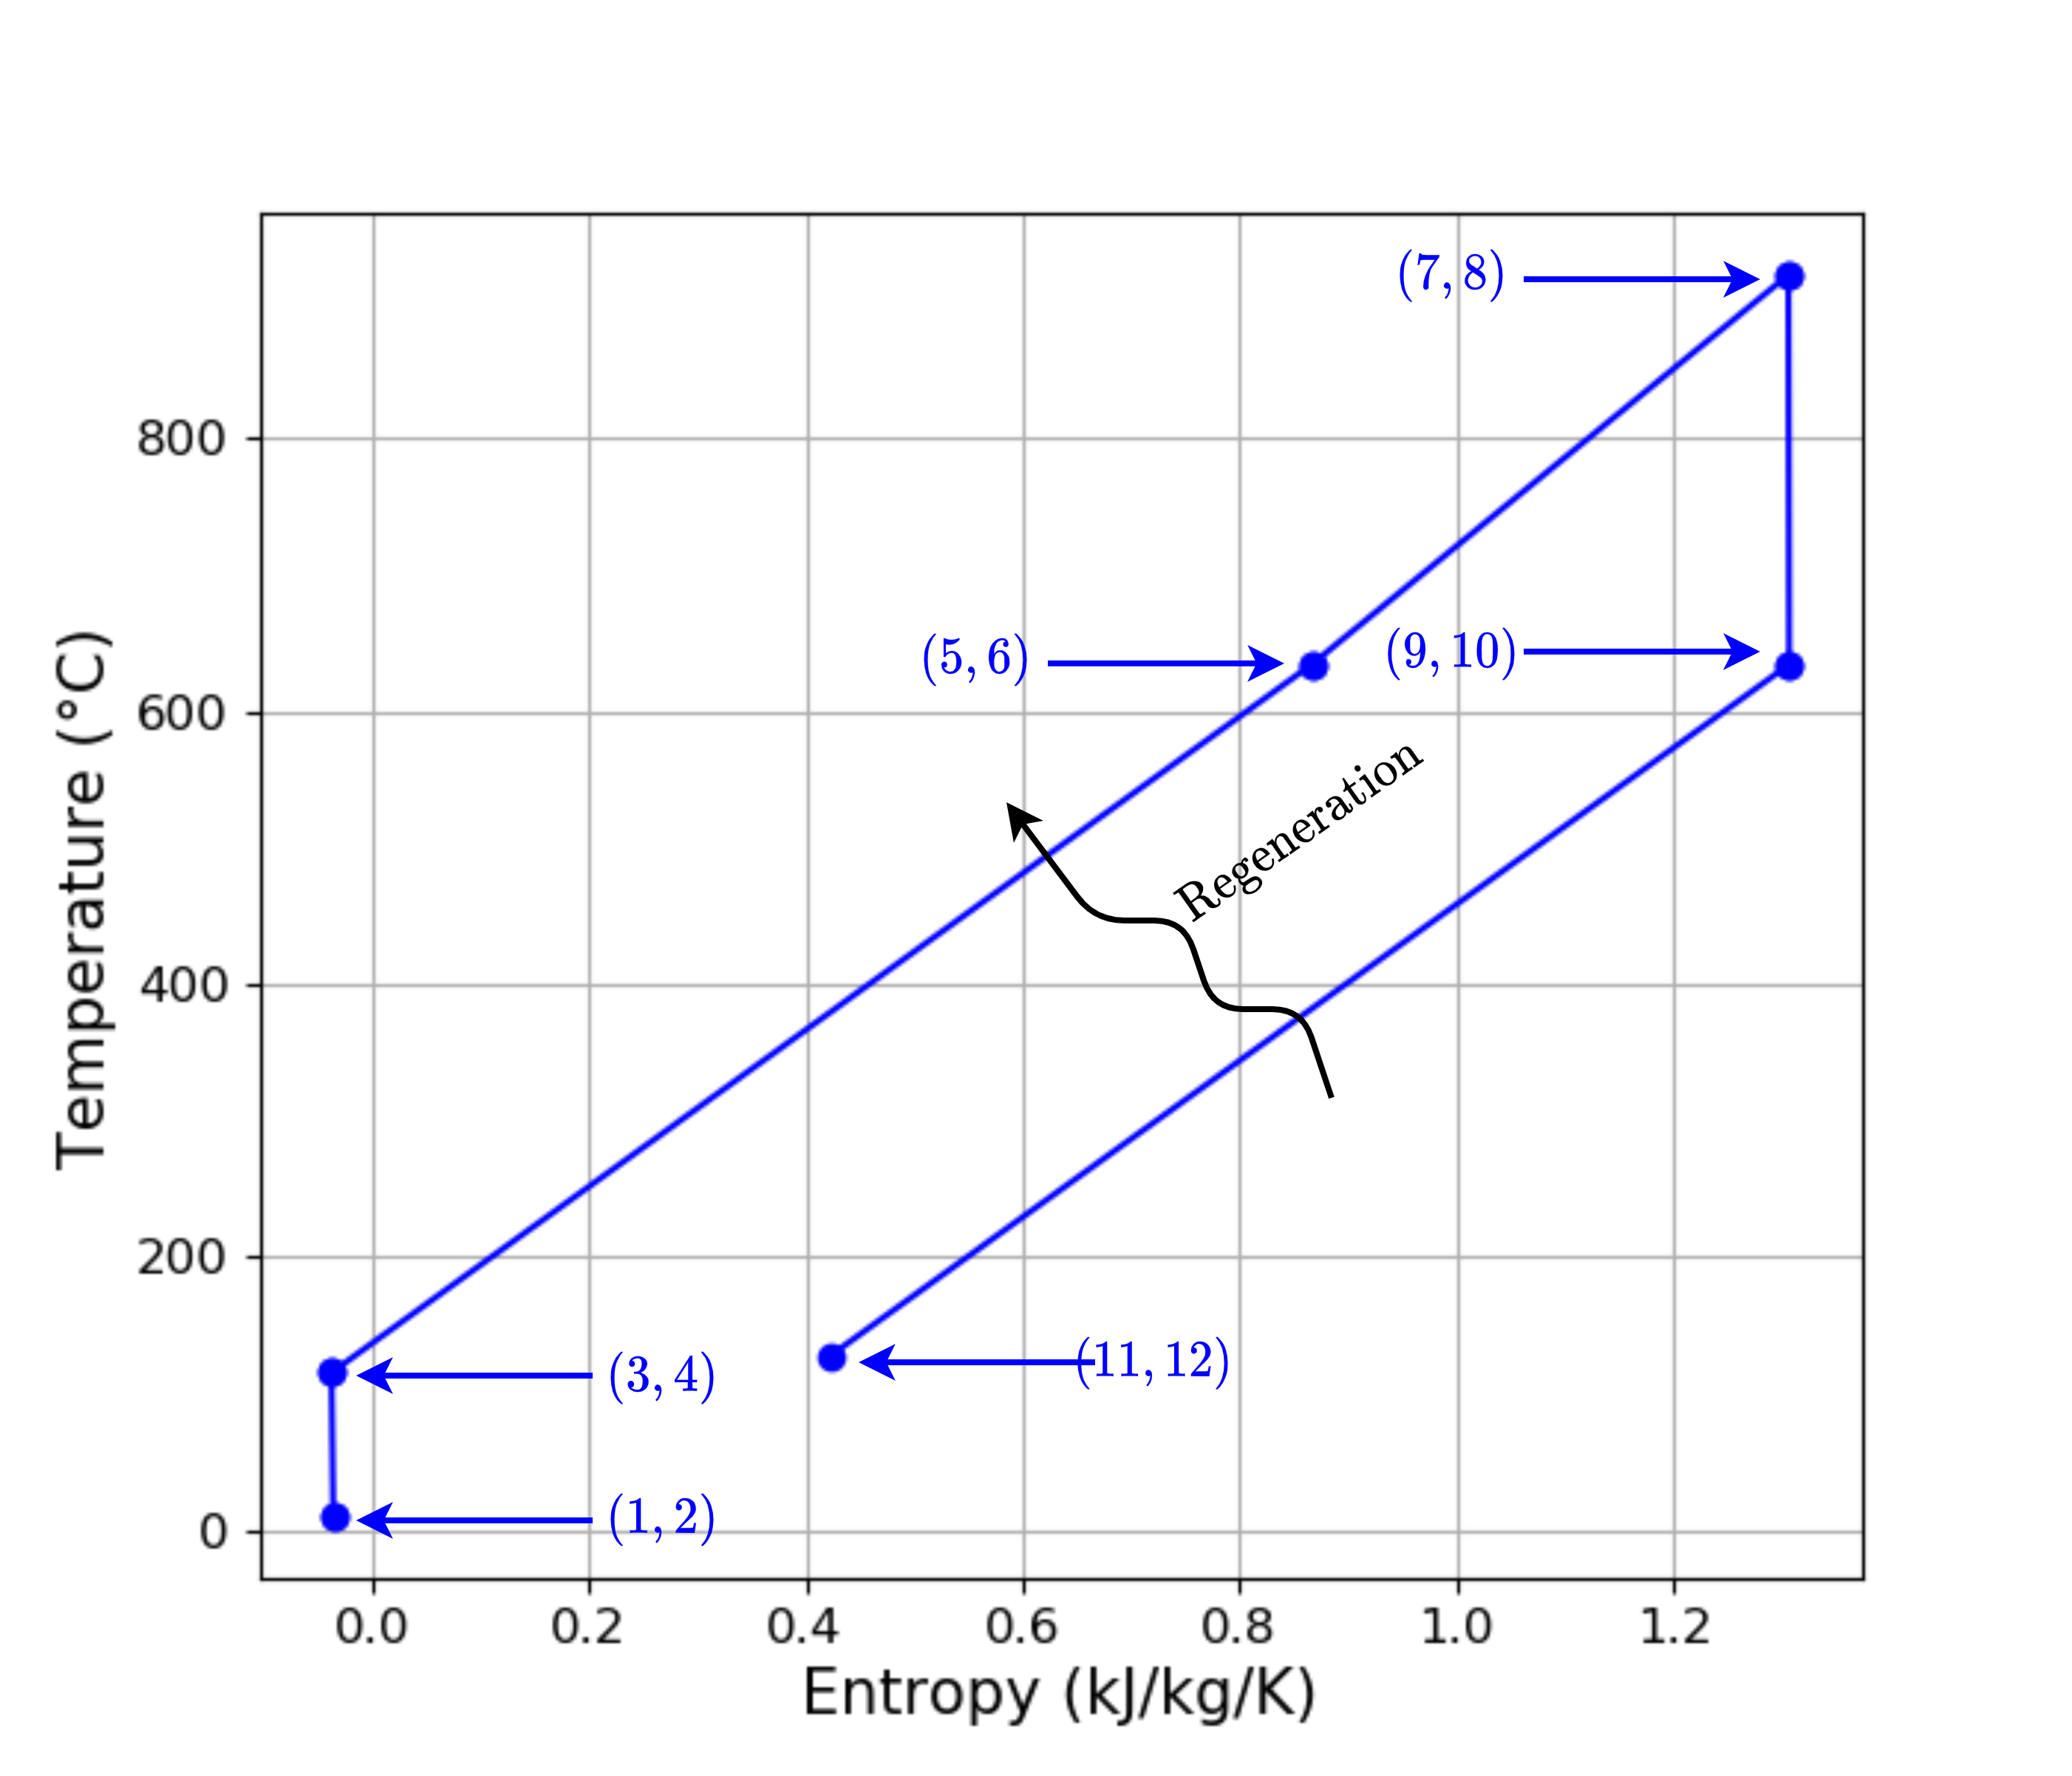 (7, 8)
800
(5, 6)
(9, 10)
600
Regeneration
Temperature (°C)
400
200
(11, 12)
(3, 4)
(1, 2)
0
0.0 0.2 0.4 0.6 0.8 1.0 1.2
Entropy (kJ/kg/K)